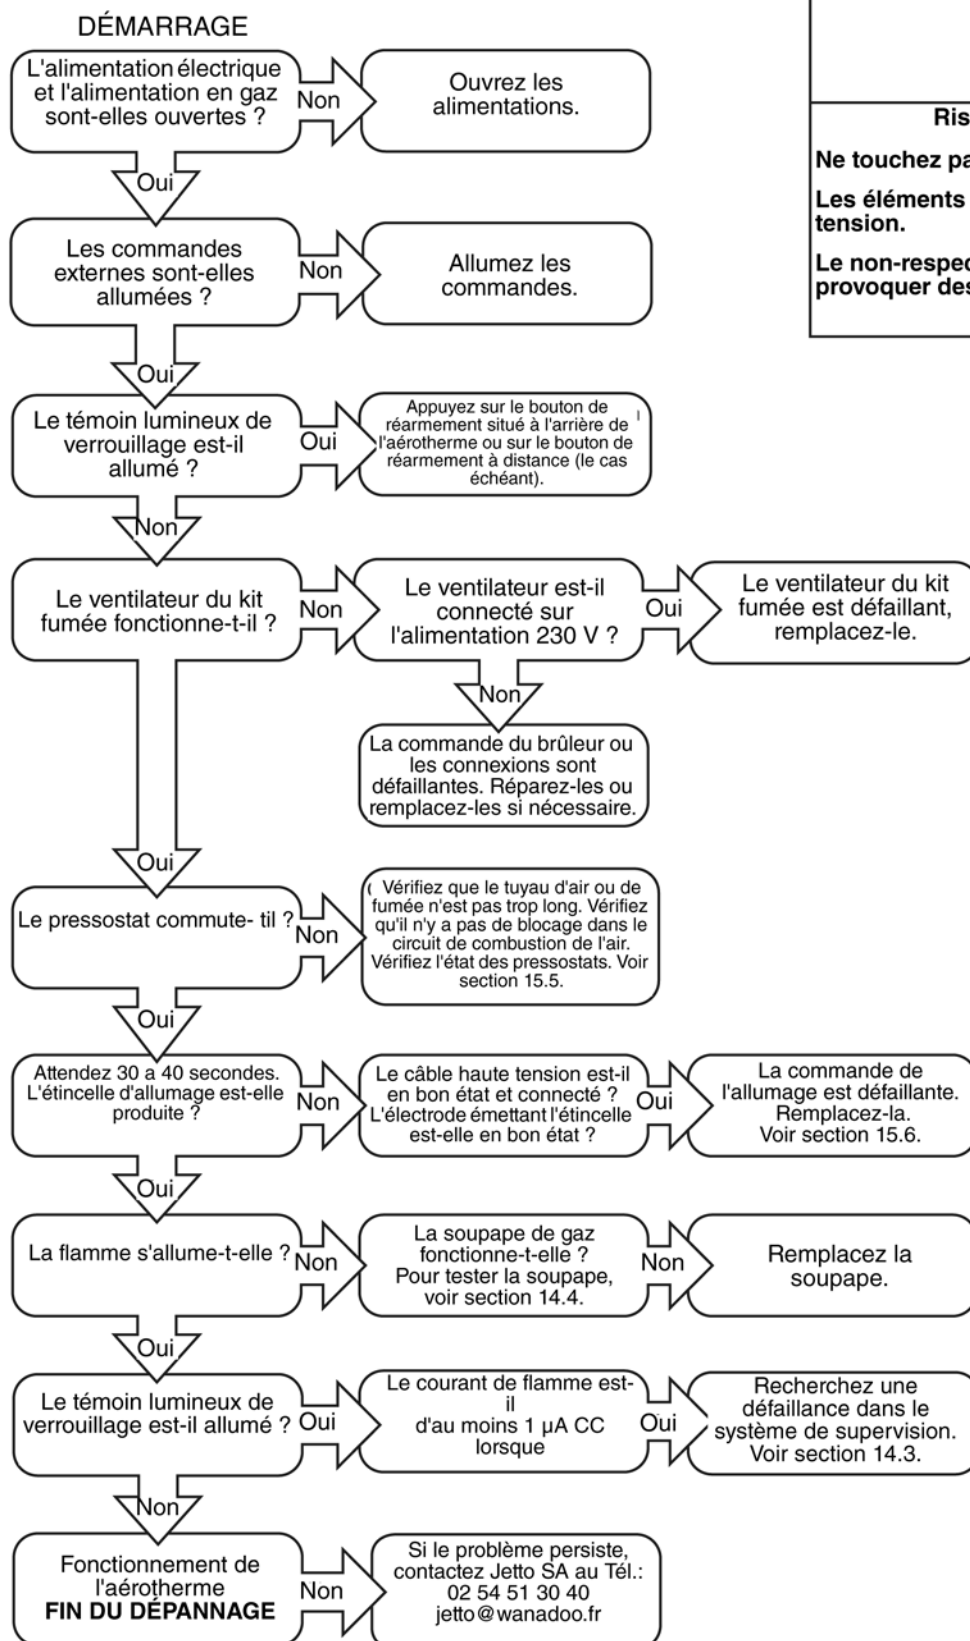 DÉMARRAGE
L'alimentation électrique
et l'alimentation en gaz
sont-elles ouvertes ?
Non
Ouvrez les
alimentations.
Oui
Ris
Ne touchez pa
Les éléments
tension.
Le non-respec
provoquer des
Les commandes
externes sont-elles
allumées ?
Non
Allumez les
commandes.
Oui
Le témoin lumineux de
verrouillage est-il
allumé ?
Oui
Appuyez sur le bouton de
réarmement situé à l'arrière de
l'aérotherme ou sur le bouton de
réarmement à distance (le cas
échéant).
Non
Le ventilateur du kit
fumée fonctionne-t-il ?
Non
Le ventilateur est-il
connecté sur
l'alimentation 230 V ?
Oui
Le ventilateur du kit
fumée est défaillant,
remplacez-le.
Non
La commande du brûleur ou
les connexions sont
défaillantes. Réparez-les ou
remplacez-les si nécessaire.
Oui
Le pressostat commute- til ?
Non
Vérifiez que le tuyau d'air ou de
fumée n'est pas trop long. Vérifiez
qu'il n'y a pas de blocage dans le
circuit de combustion de l'air.
Vérifiez l'état des pressostats. Voir
section 15.5.
Oui
Attendez 30 a 40 secondes.
L'étincelle d'allumage est-elle
produite ?
Non
Le câble haute tension est-il
en bon état et connecté ?
L'électrode émettant l'étincelle
est-elle en bon état ?
Oui
La commande de
l'allumage est défaillante.
Remplacez-la.
Voir section 15.6.
Oui
La flamme s'allume-t-elle ?
Non
La soupape de gaz
fonctionne-t-elle ?
Pour tester la soupape,
voir section 14.4.
Non
Remplacez la
soupape.
Oui
Le témoin lumineux de
verrouillage est-il allumé ?
Oui
Le courant de flamme est-
il
d'au moins 1 µA CC
lorsque
Oui
Recherchez une
défaillance dans le
système de supervision.
Voir section 14.3.
Non
Fonctionnement de
l'aérotherme
FIN DU DÉPANNAGE
Non
Si le problème persiste,
contactez Jetto SA au Tél.:
02 54 51 30 40
jetto@wanadoo.fr